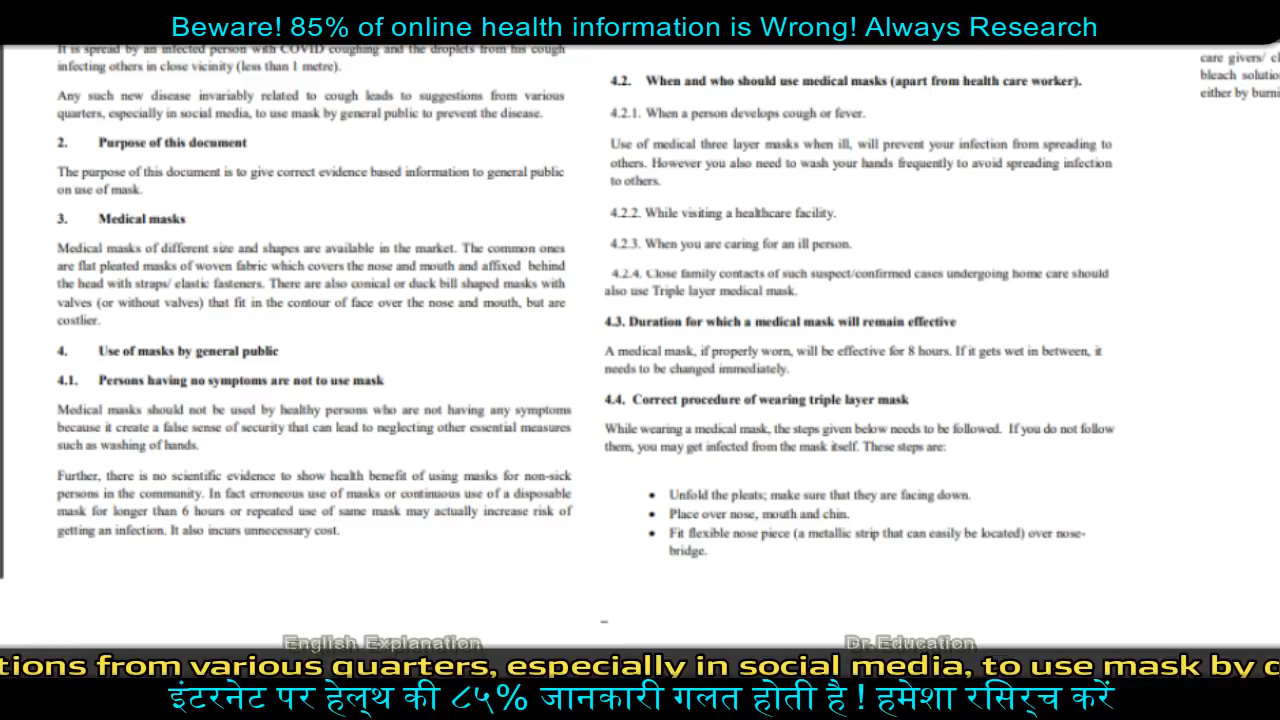 Beware! 85% of online health information is Wrong! Always Research
It is spread by an infected person with COVID coughing and the droplets from his cough
infecting others in close vicinity (less than 1 metre).
Any such new disease invariably related to cough leads to suggestions from various
quarters, especially in social media, to use mask by general public to prevent the disease.
2. Purpose of this document
The purpose of this document is to give correct evidence based information to general public
on use of mask.
3. Medical masks
Medical masks of different size and shapes are available in the market. The common ones
are flat pleated masks of woven fabric which covers the nose and mouth and affixed behind
the head with straps/ elastic fasteners. There are also conical or duck bill shaped masks with
valves (or without valves) that fit in the contour of face over the nose and mouth, but are
costlier.
4. Use of masks by general public
4.1. Persons having no symptoms are not to use mask
Medical masks should not be used by healthy persons who are not having any symptoms
because it create a false sense of security that can lead to neglecting other essential measures
such as washing of hands.
Further, there is no scientific evidence to show health benefit of using masks for non-sick
persons in the community. In fact erroneous use of masks or continuous use of a disposable
mask for longer than 6 hours or repeated use of same mask may actually increase risk of
getting an infection. It also incurs unnecessary cost.
4.2. When and who should use medical masks (apart from health care worker).
4.2.1. When a person develops cough or fever.
Use of medical three layer masks when ill, will prevent your infection from spreading to
others. However you also need to wash your hands frequently to avoid spreading infection
to others.
4.2.2. While visiting a healthcare facility.
4.2.3. When you are caring for an ill person.
4.2.4. Close family contacts of such suspect/confirmed cases undergoing home care should
also use Triple layer medical mask.
4.3. Duration for which a medical mask will remain effective
A medical mask, if properly worn, will be effective for 8 hours. If it gets wet in between, it
needs to be changed immediately.
4.4. Correct procedure of wearing triple layer mask
While wearing a medical mask, the steps given below needs to be followed. If you do not follow
them, you may get infected from the mask itself. These steps are:
• Unfold the pleats; make sure that they are facing down.
• Place over nose, mouth and chin.
• Fit flexible nose piece (a metallic strip that can easily be located) over nose-
bridge.
care givers/
bleach
either by
English Explanation
Dr.Education
tions from various quarters, especially in social media, to use mask by
इंटरनेट पर हेल्थ की ८५% जानकारी गलत होती है ! हमेशा रिसर्च करें